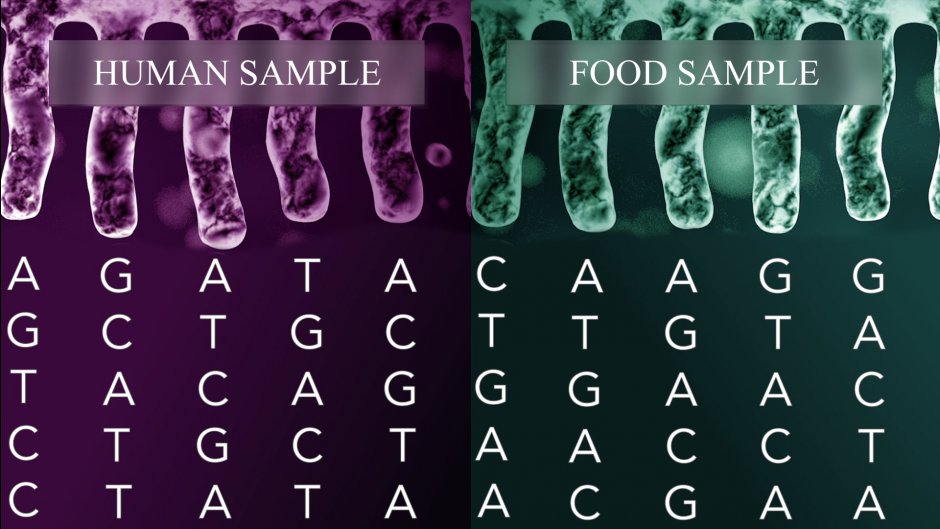 HUMAN SAMPLE
A G A T A
G C T G C
T A C A G
C T G C T
C T A T A
FOOD SAMPLE
C A A G G
T T G T A
G G A A C
A A C C T
A C G A A